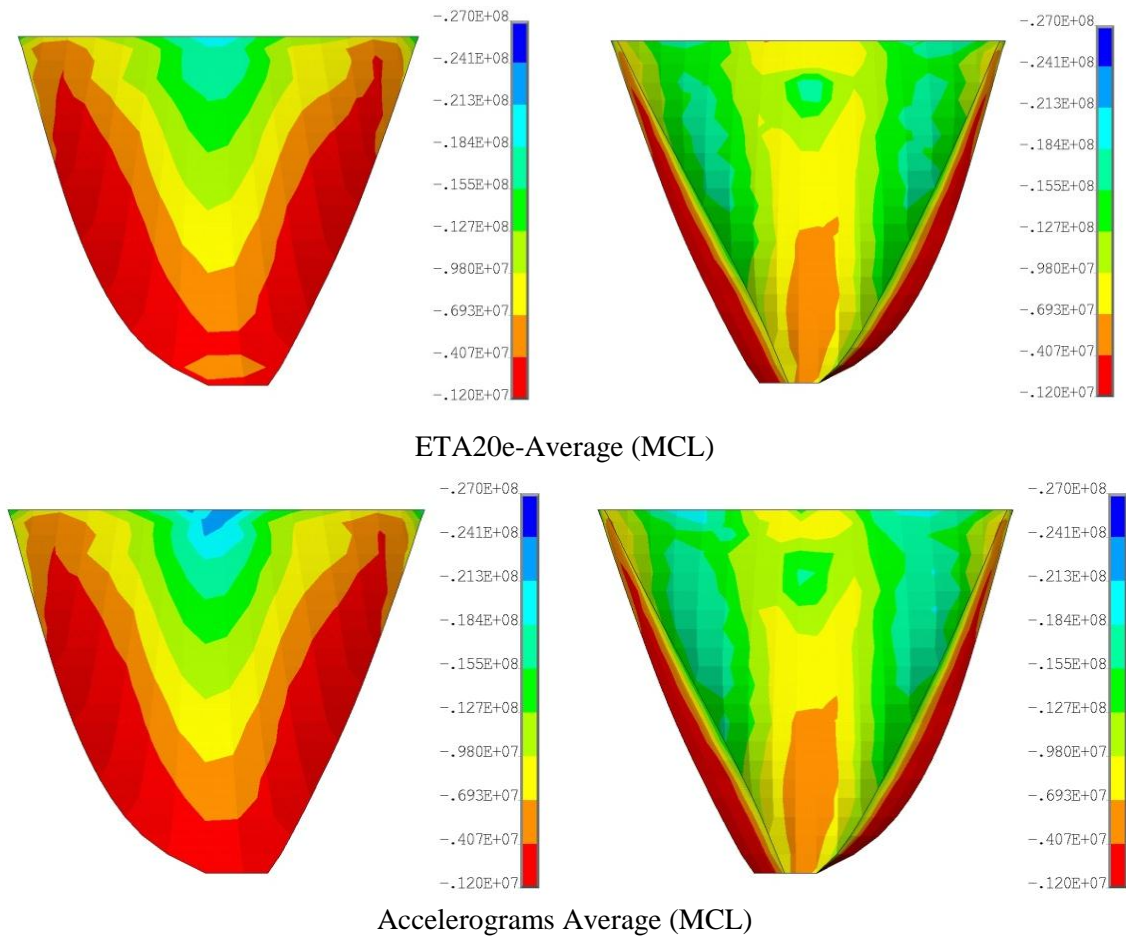 -.270E+08
-.241E+08
-.213E+08
-.184E+08
-.155E+08
-.127E+08
-.980E+07
-.693E+07
-.407E+07
-.120E+07
-.270E+08
-.241E+08
-.213E+08
-.184E+08
-.155E+08
-.127E+08
-.980E+07
-.693E+07
-.407E+07
-.120E+07
ETA20e-Average (MCL)
-.270E+08
-.241E+08
-.213E+08
-.184E+08
-.155E+08
-.127E+08
-.980E+07
-.693E+07
-.407E+07
-.120E+07
-.270E+08
-.241E+08
-.213E+08
-.184E+08
-.155E+08
-.127E+08
-.980E+07
-.693E+07
-.407E+07
-.120E+07
Accelerograms Average (MCL)